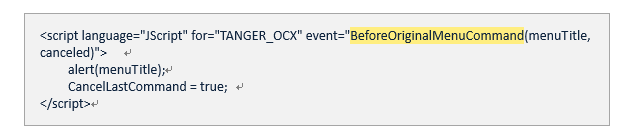 <script language="JScript" for="TANGER_OCX" event="BeforeOriginalMenuCommand(menuTitle,
canceled)">
alert(menuTitle);
CancelLastCommand = true;
</script>